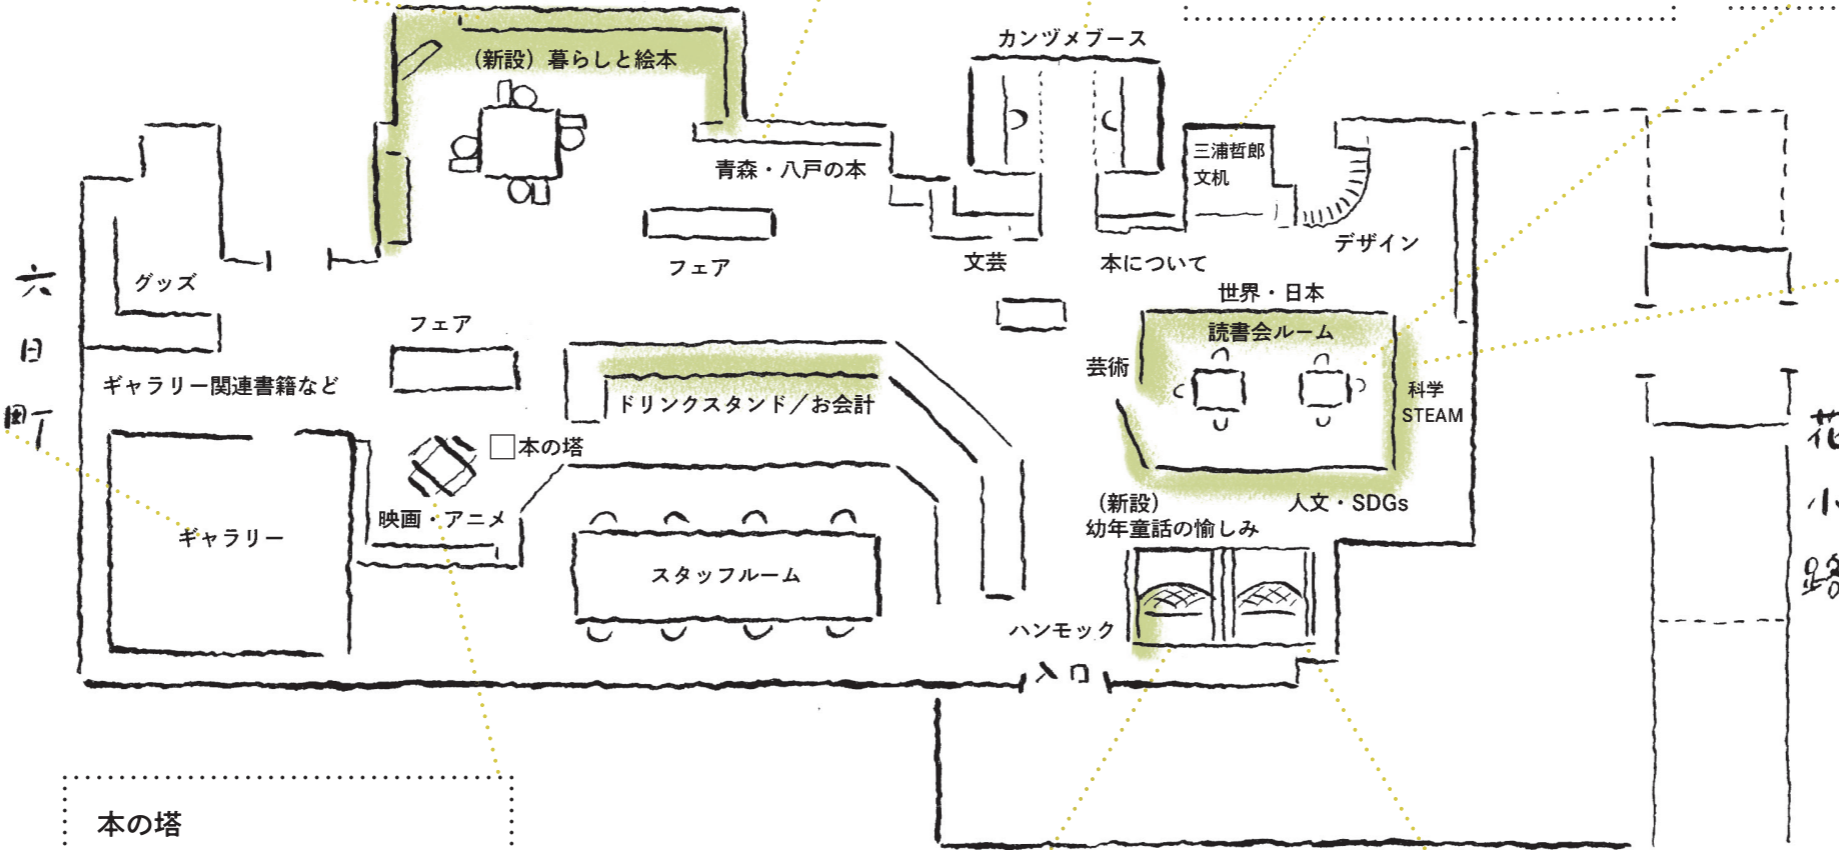 カンヅメブース
（新設）暮らしと絵本
三浦哲郎
文机
青森・八戸の本
デザイン
フェア
文芸
本について
グッズ
世界・日本
フェア
読書会ルーム
六日町
ギャラリー関連書籍など
芸術
科学
STEAM
ドリンクスタンド／お会計
□本の塔
花小路
（新設）
幼年童話の愉しみ
人文・SDGs
映画・アニメ
ギャラリー
スタッフルーム
ハンモック
入口
本の塔